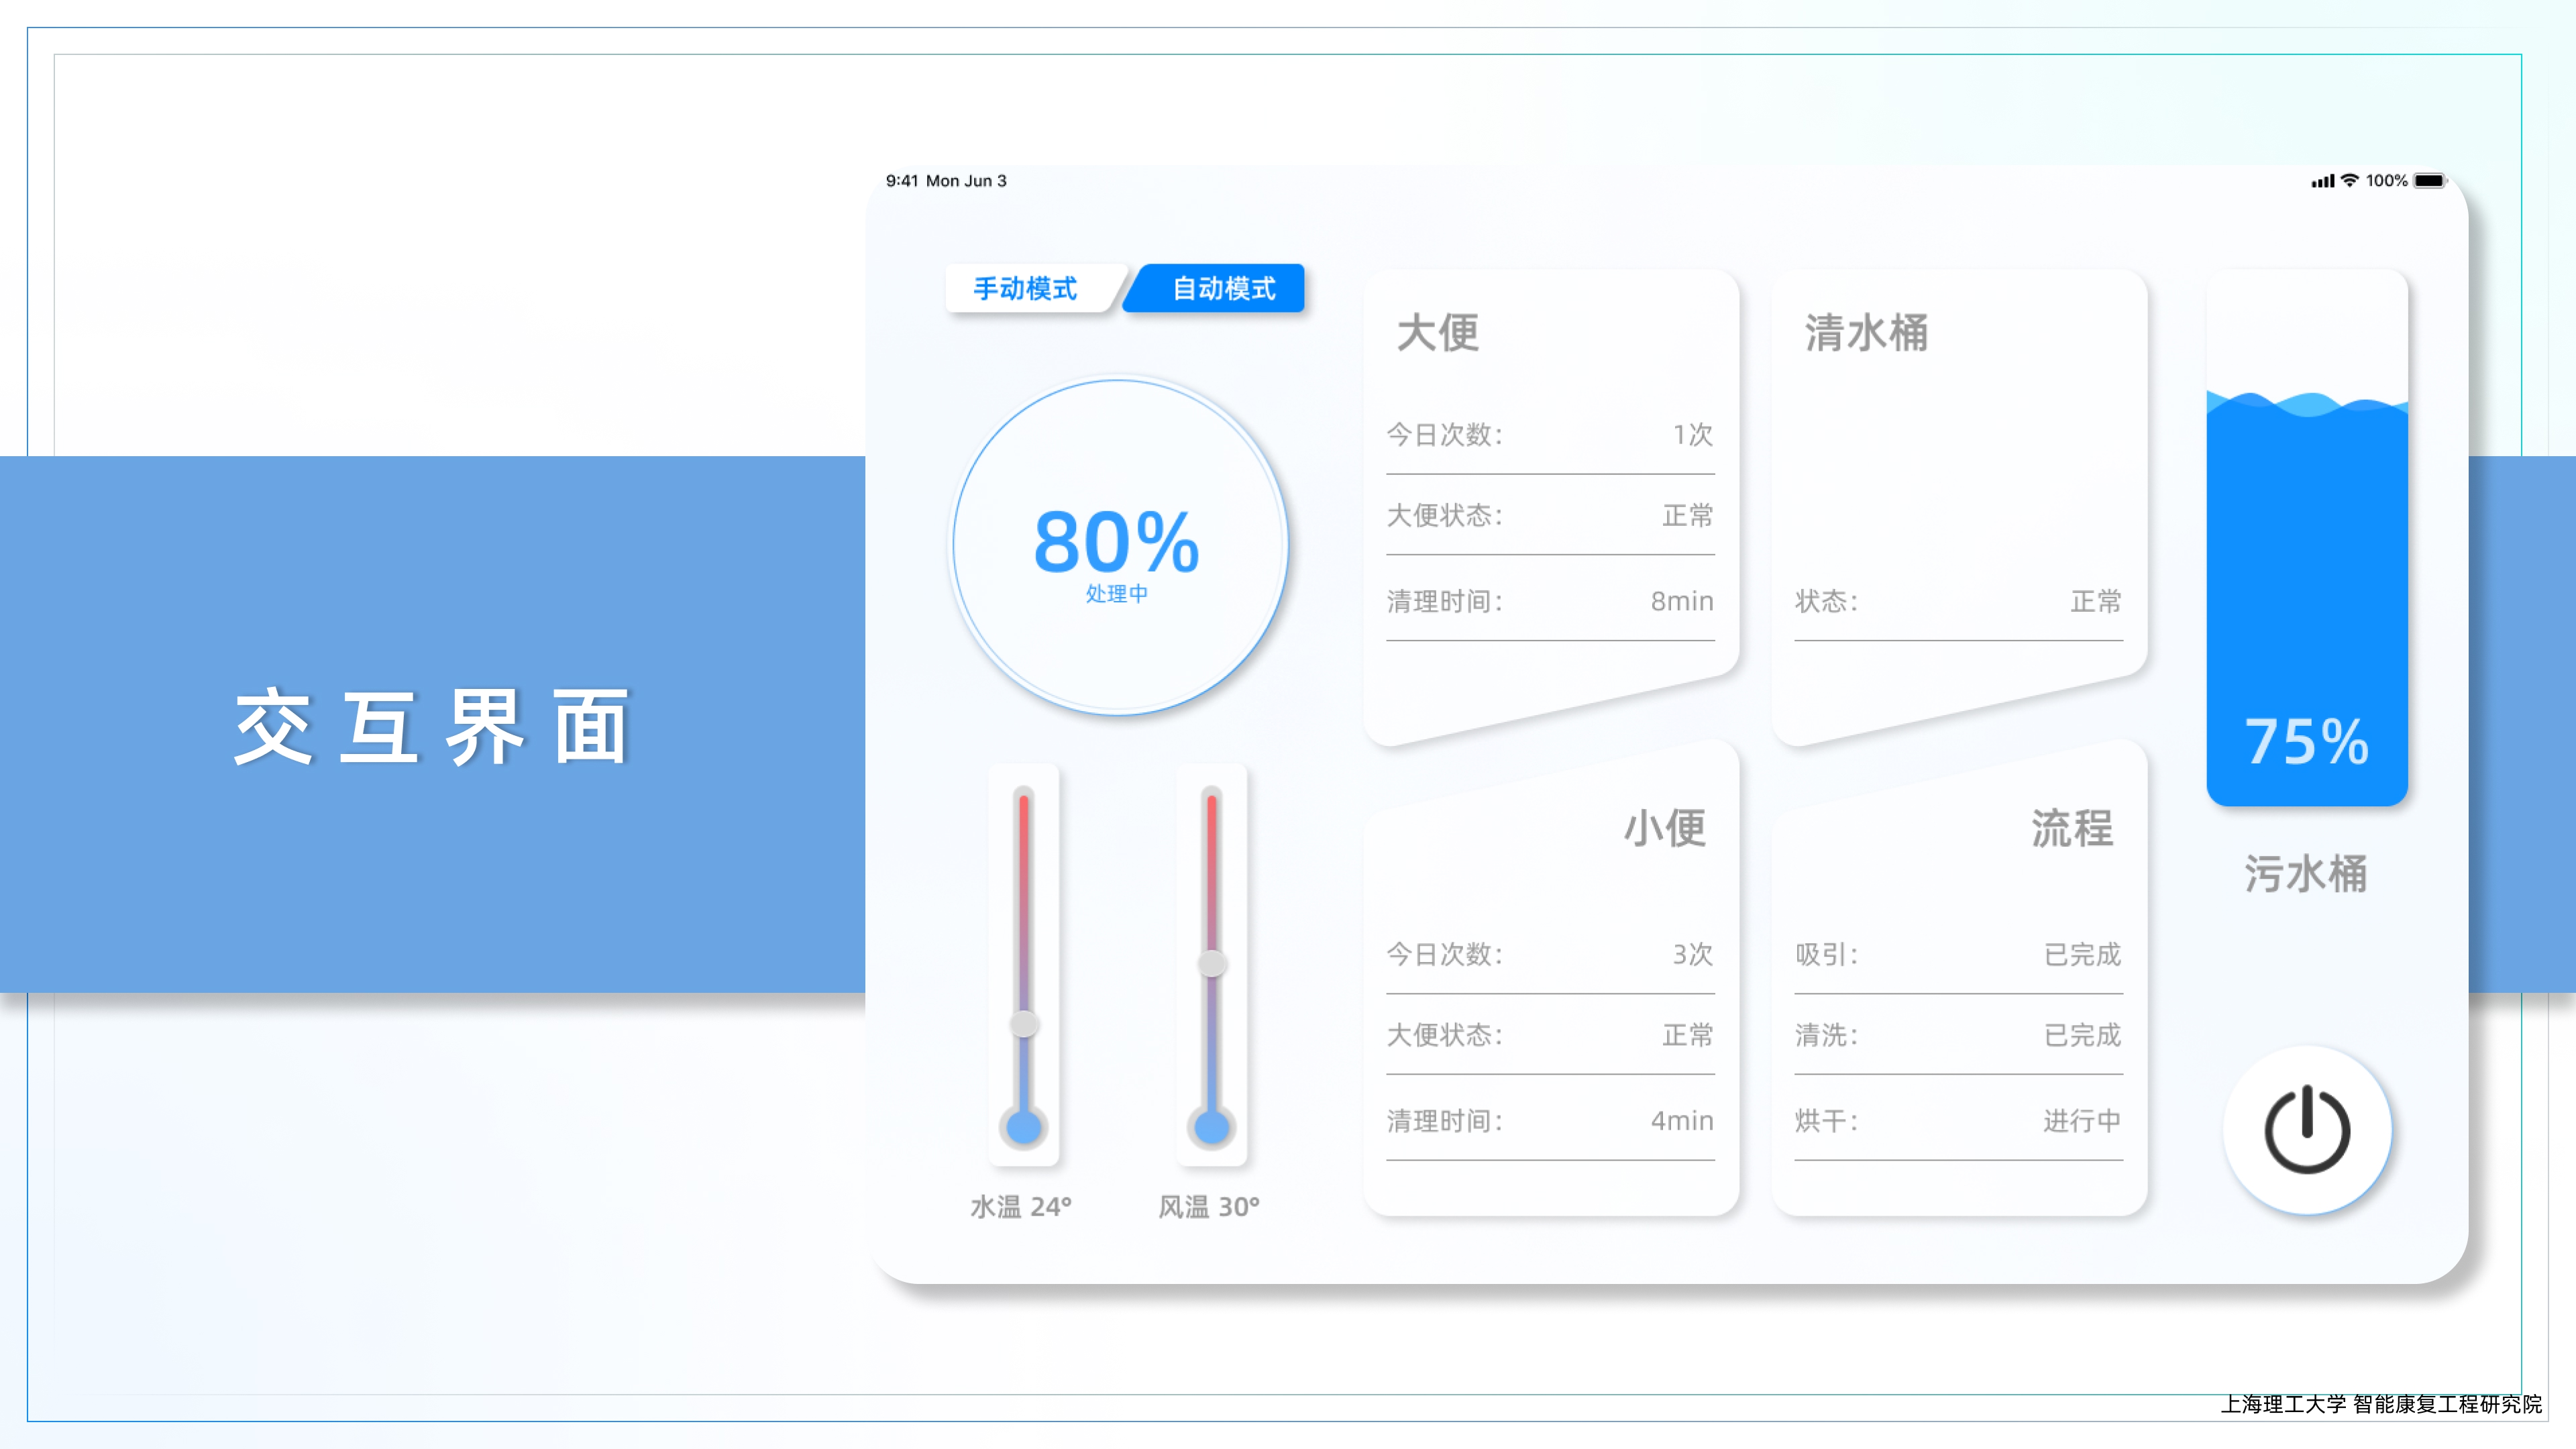 9:41 Mon Jun 3
100%
手动模式
自动模式
80%
处理中
水温 24°
风温 30°
大便
今日次数： 1次
大便状态： 正常
清理时间： 8min
清水桶
状态： 正常
小便
今日次数： 3次
大便状态： 正常
清理时间： 4min
流程
吸引： 已完成
清洗： 已完成
烘干： 进行中
75%
污水桶
交互界面
上海理工大学 智能康复工程研究院